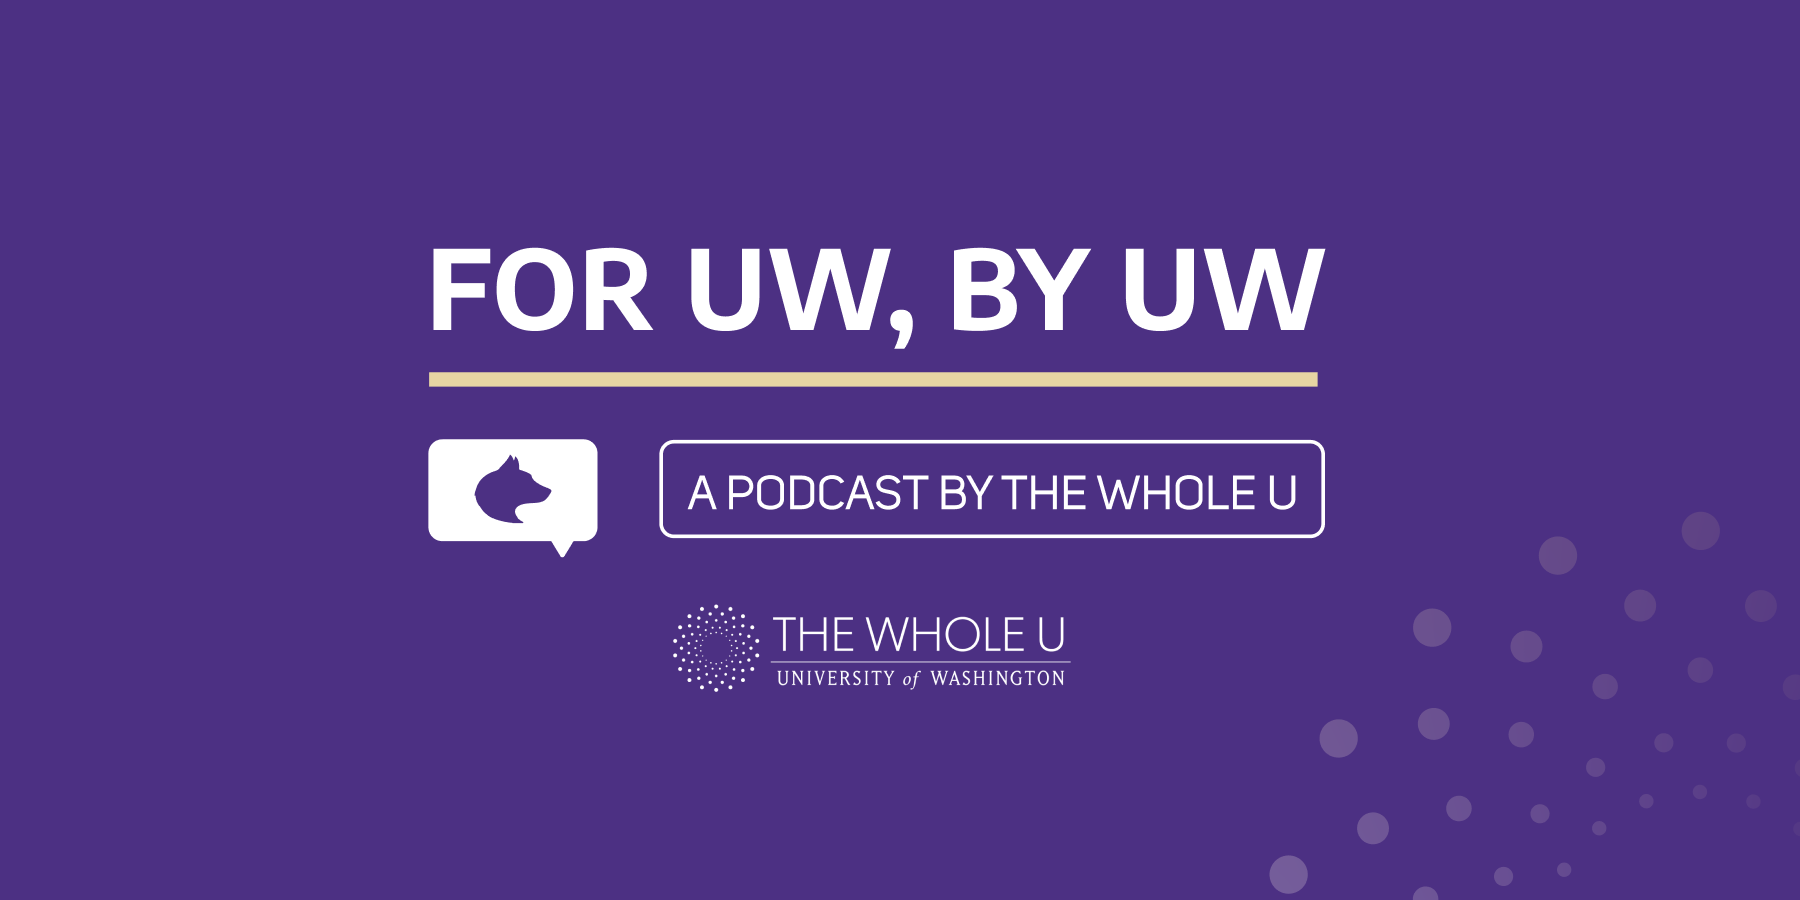 FOR UW, BY UW
A PODCAST BY THE WHOLE U
THE WHOLE U
UNIVERSITY of WASHINGTON